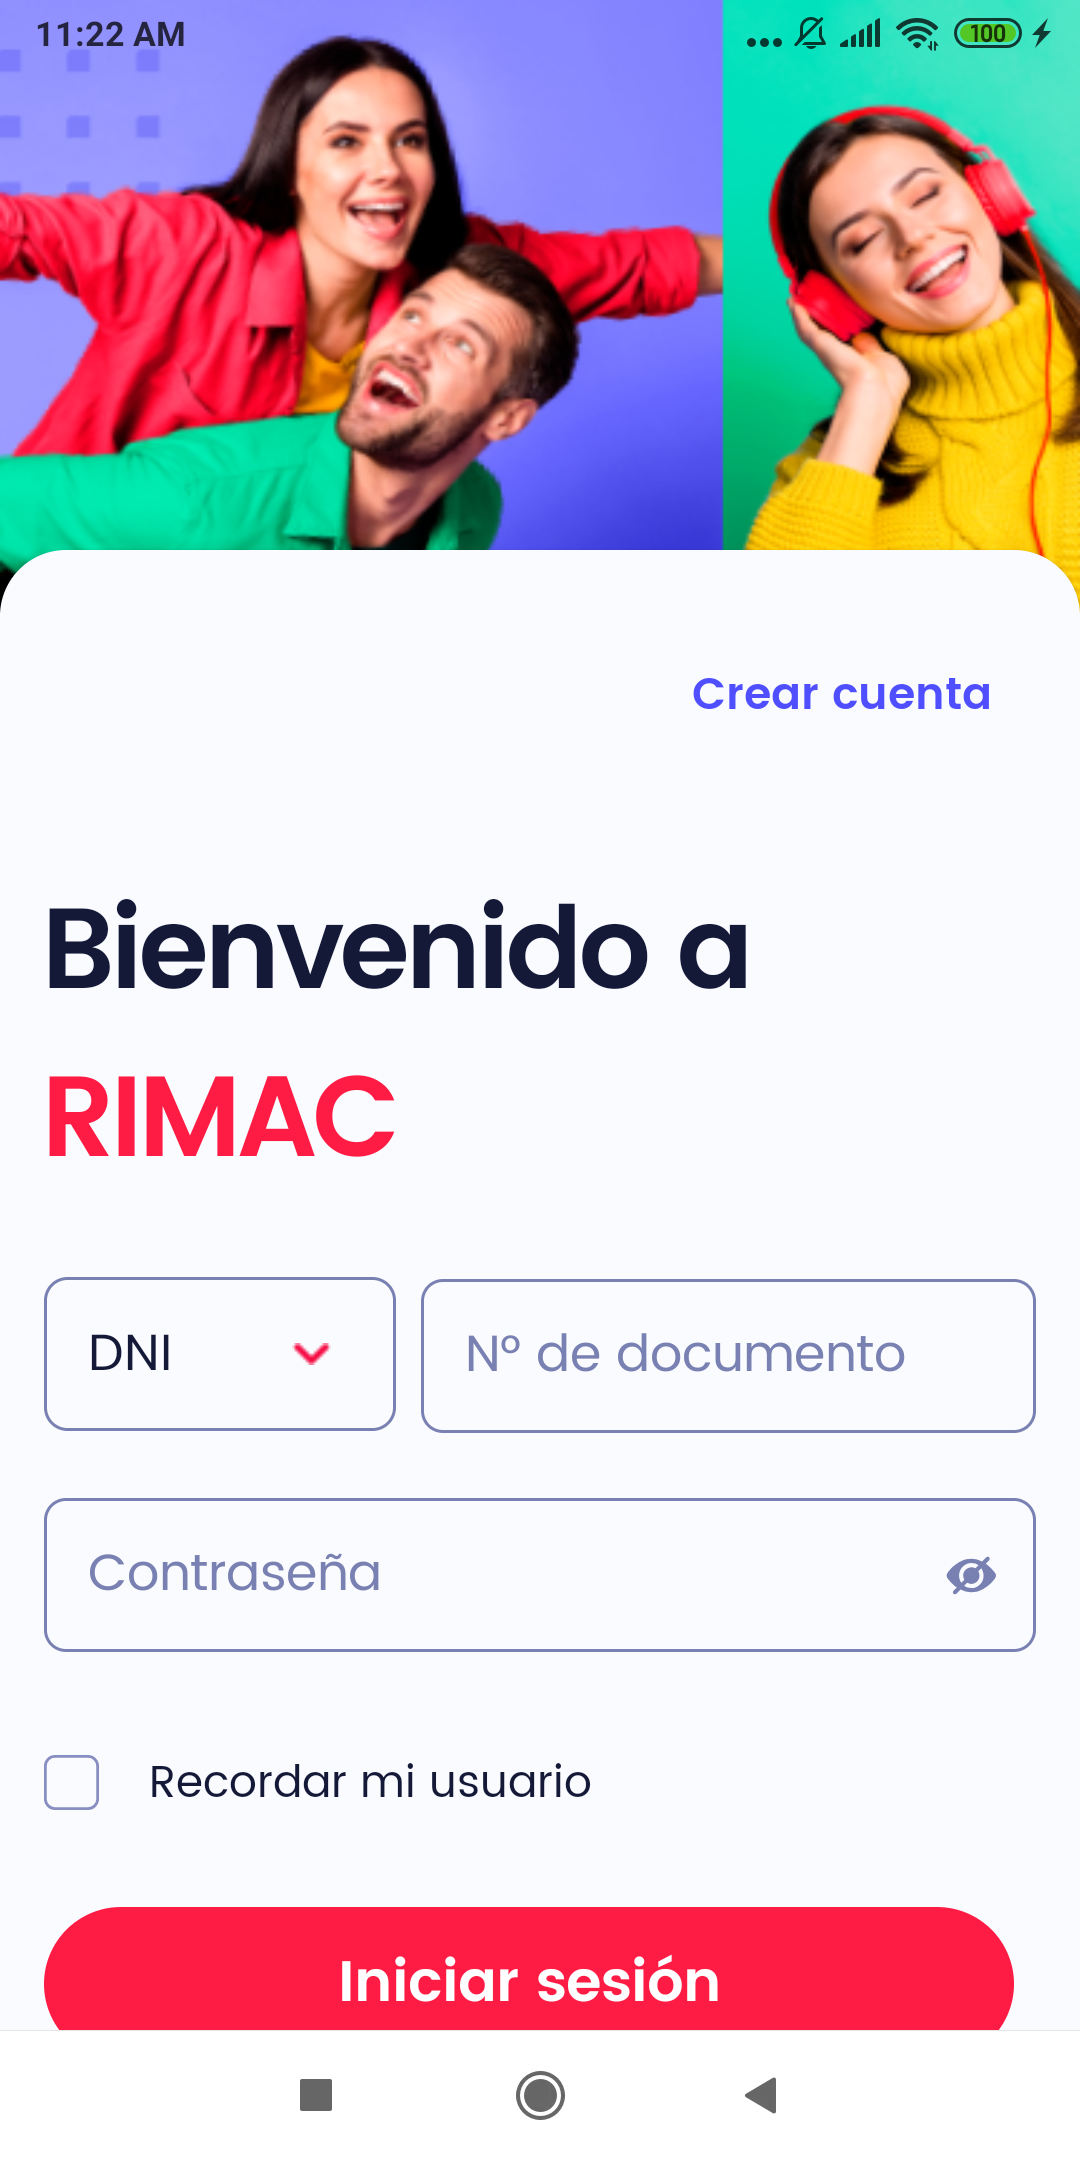 11:22 AM
100
Crear cuenta
Bienvenido a
RIMAC
DNI
Nº de documento
Contraseña
Recordar mi usuario
Iniciar sesión